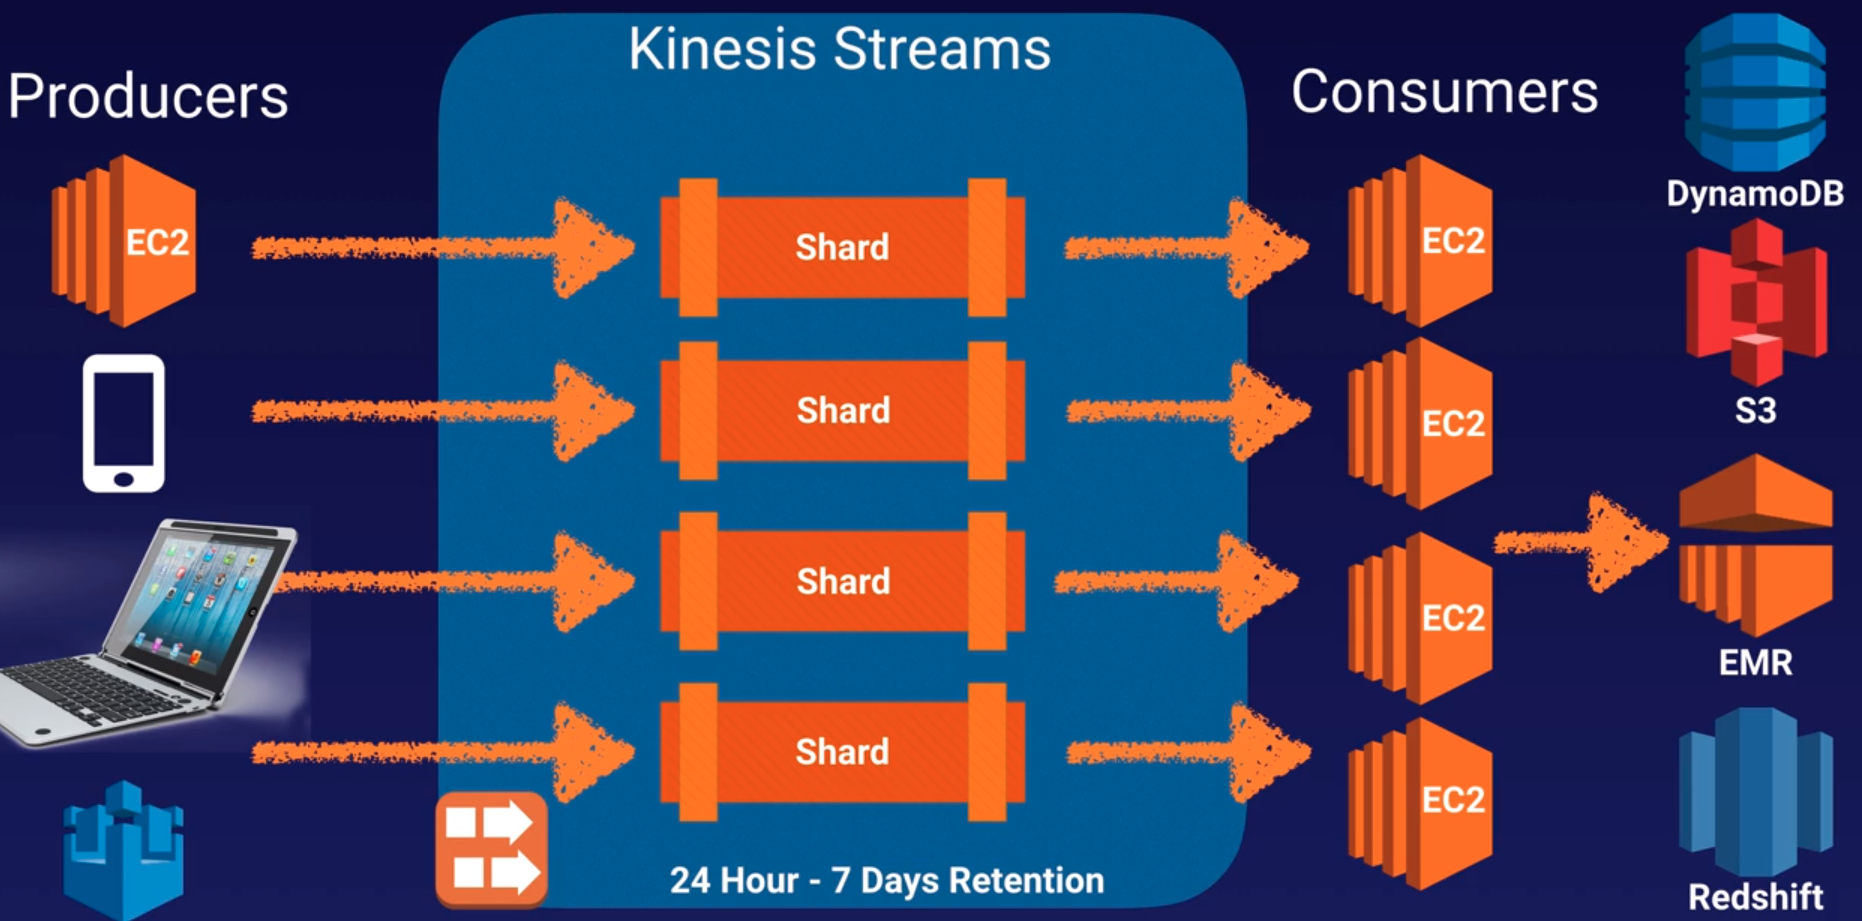 Kinesis Streams
Producers
Consumers
EC2
Shard
EC2
DynamoDB
Shard
EC2
S3
Shard
EC2
EMR
Shard
EC2
24 Hour - 7 Days Retention
Redshift